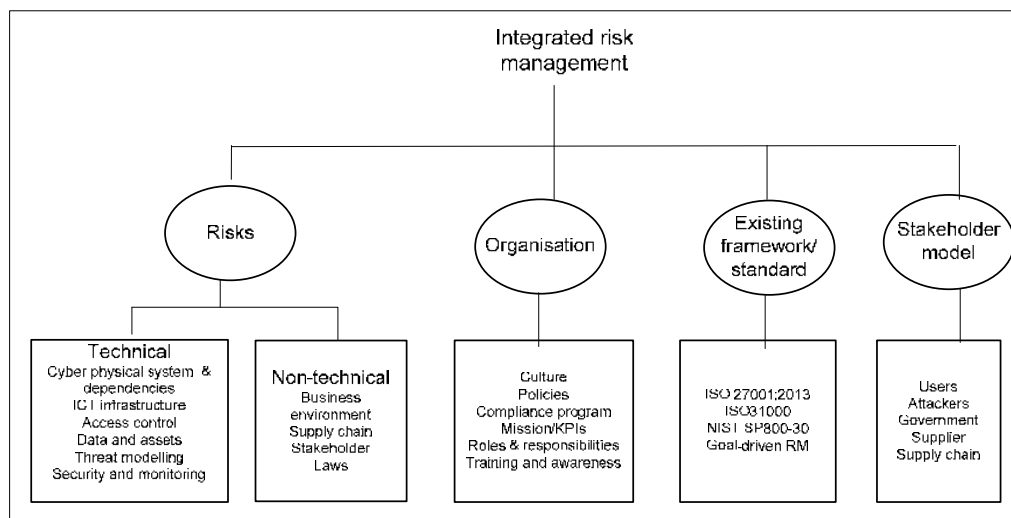 Integrated risk
management
Risks
Organisation
Existing
framework/
standard
Stakeholder
model
Technical
Cyber physical system & 
dependencies
ICT infrastructure
Access control
Data and assets
Threat modelling
Security and monitoring
Non-technical
Business
environment
Supply chain
Stakeholder
Laws
Culture
Policies
Compliance program
Mission/KPIs
Roles & responsibilities
Training and awareness
ISO 27001:2013
ISO31000
NIST SP800-30
Goal-driven RM
Users
Attackers
Government
Supplier
Supply chain